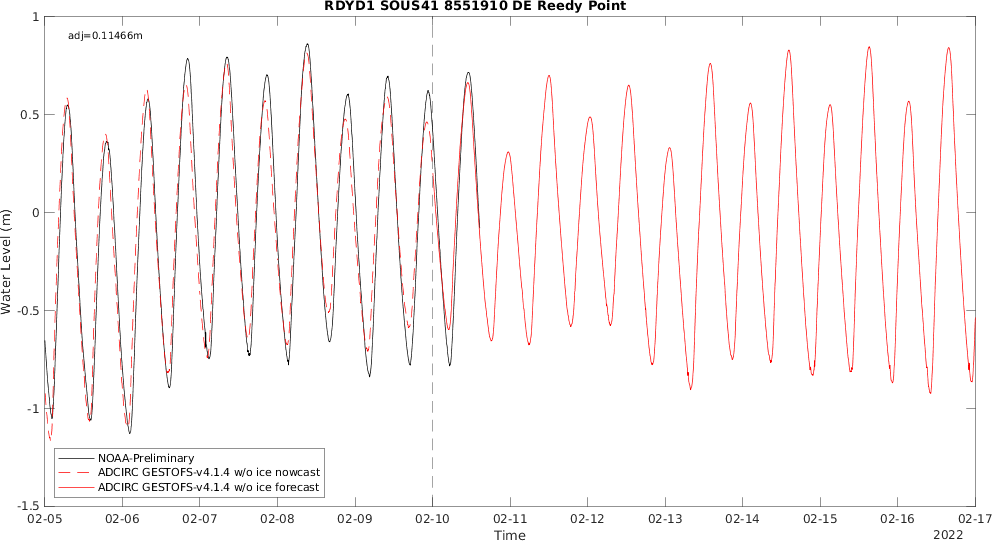 RDYD1 SOUS41 8551910 DE Reedy Point
adj=0.11466m
1
0.5
0
-0.5
-1
-1.5
Water Level (m)
NOAA-Preliminary
ADCIRC GESTOFS-v4.1.4 w/o ice nowcast
ADCIRC GESTOFS-v4.1.4 w/o ice forecast
02-05 02-06 02-07 02-08 02-09 02-10 02-11 02-12 02-13 02-14 02-15 02-16 02-17
Time
2022